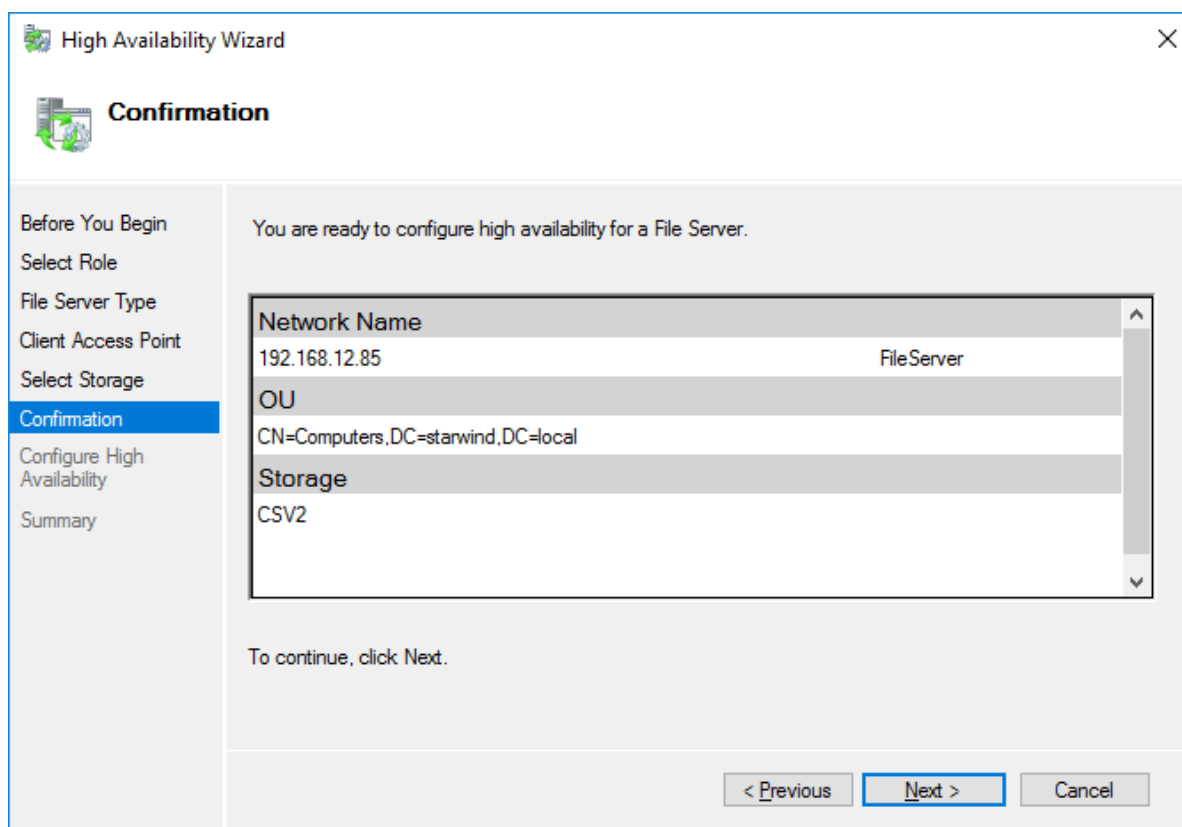 High Availability Wizard
Confirmation
Before You Begin
Select Role
File Server Type
Client Access Point
Select Storage
Confirmation
Configure High
Availability
Summary
You are ready to configure high availability for a File Server.
Network Name
192.168.12.85 FileServer
OU
CN=Computers,DC=starwind,DC=local
Storage
CSV2
To continue, click Next.
< Previous Next > Cancel